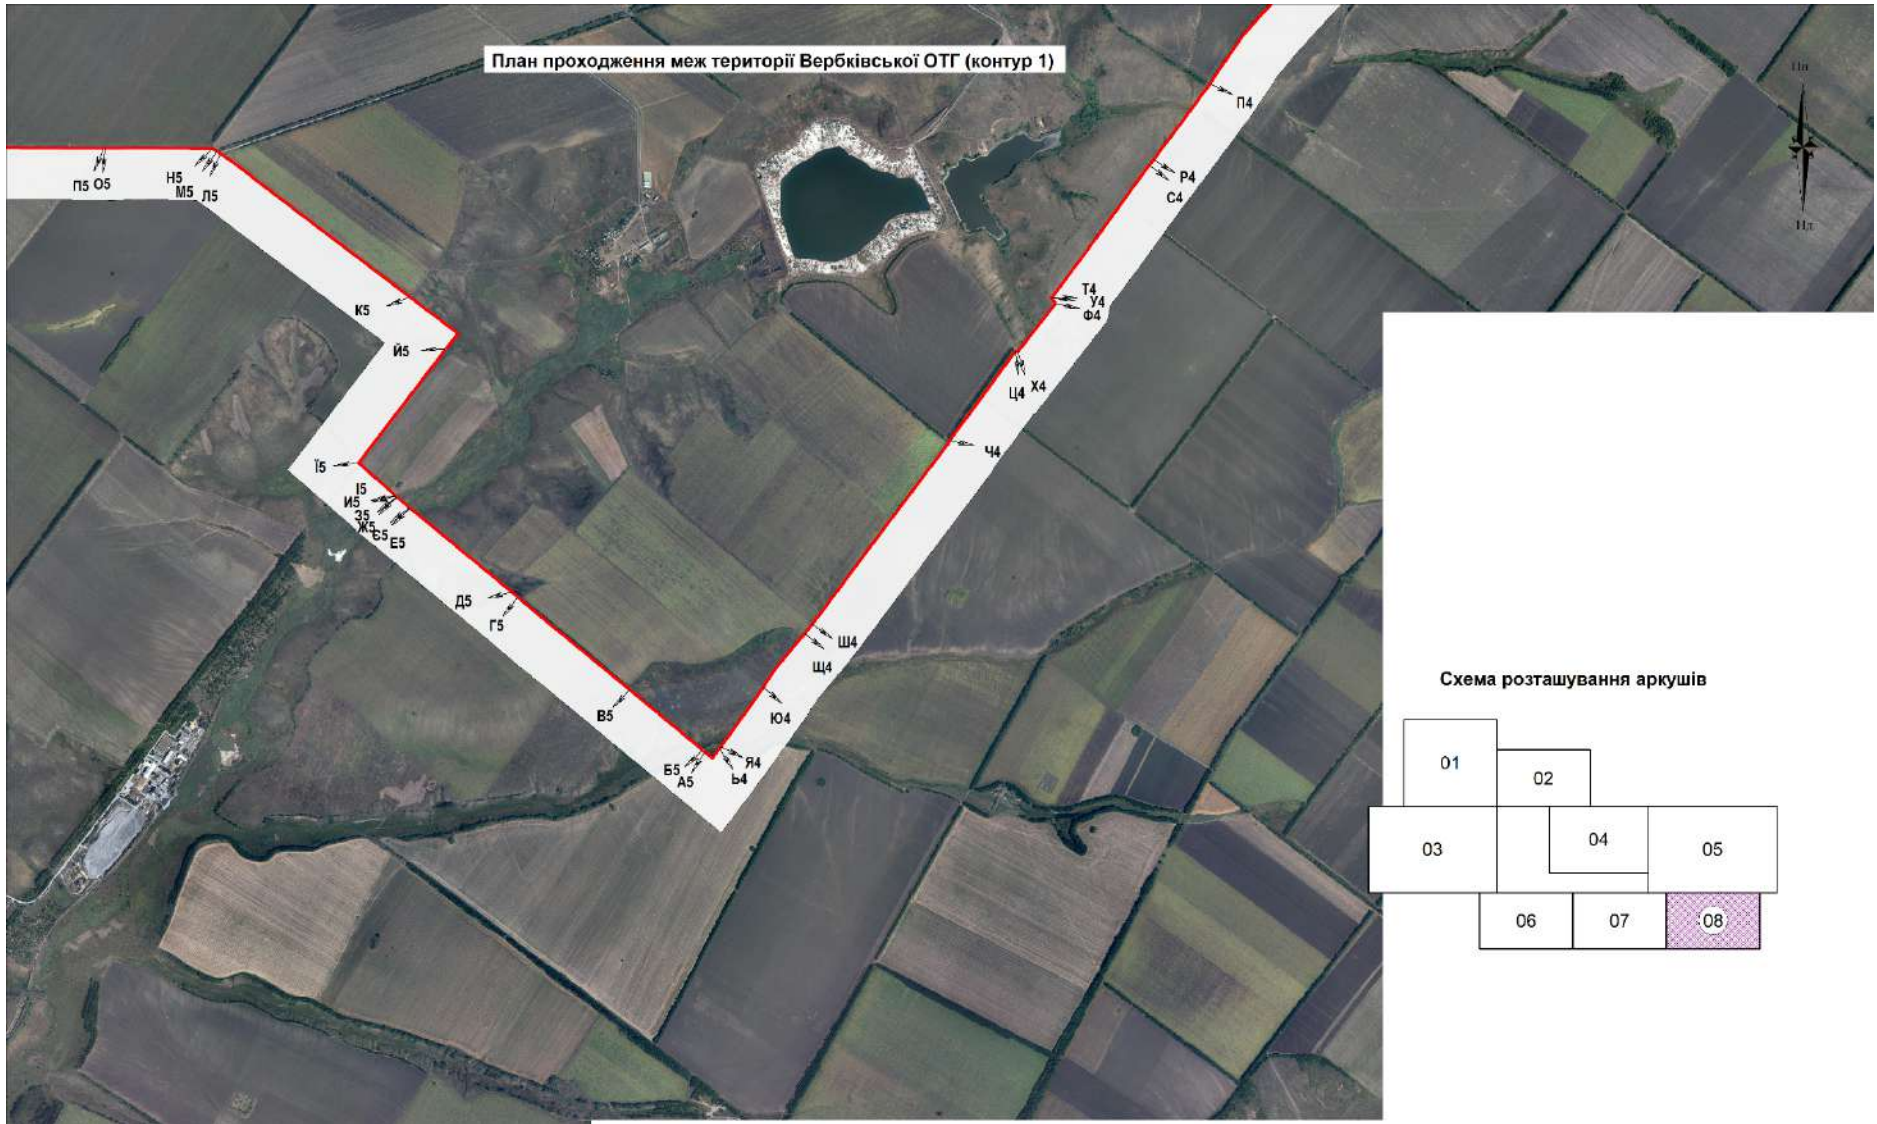 План проходження меж території Вербківської ОТГ (контур 1)
Пн
Пд
П4
Р4
С4
Т4
У4
Ф4
Х4
Ц4
Ч4
Ш4
Щ4
Ю4
Я4
Ь4
А5
Б5
В5
Г5
Д5
Е5
Є5
Ж5
З5
И5
І5
Ї5
Й5
К5
Л5
М5
Н5
О5
П5
Схема розташування аркушів
01
02
03
04
05
06
07
08